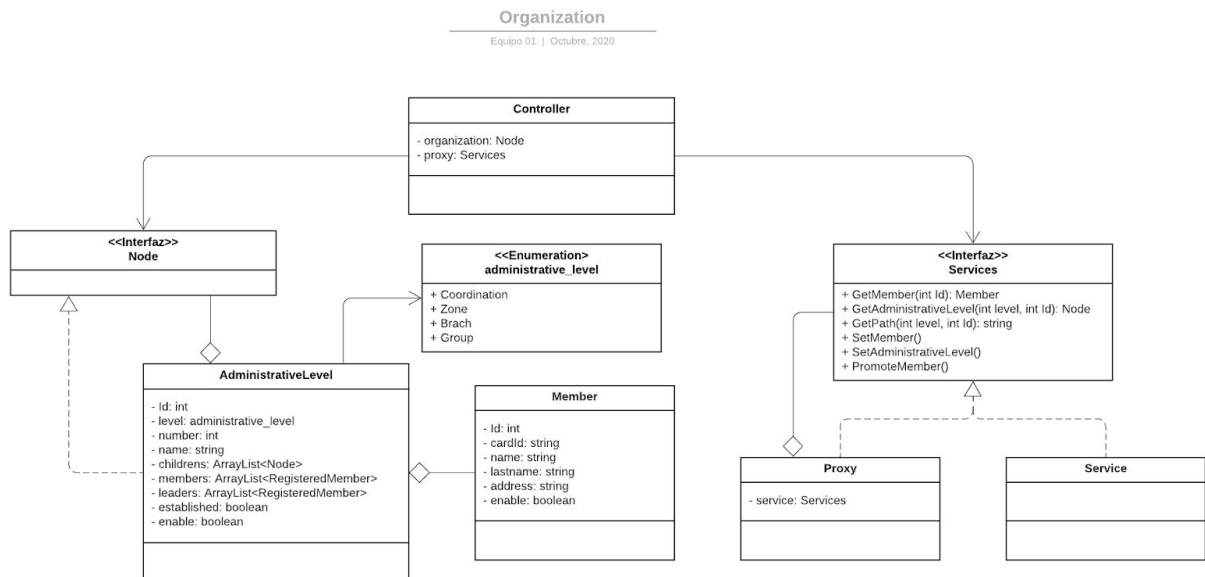 Organization
Equipo 01 | Octubre, 2020
Controller
- organization: Node
- proxy: Services
<<Interfaz>>
Node
<<Enumeration>
administrative_level
+ Coordination
+ Zone
+ Brach
+ Group
<<Interfaz>>
Services
+ GetMember(int Id): Member
+ GetAdministrativeLevel(int level, int Id): Node
+ GetPath(int level, int Id): string
+ SetMember()
+ SetAdministrativeLevel()
+ PromoteMember()
AdministrativeLevel
- Id: int
- level: administrative_level
- number: int
- name: string
- childrens: ArrayList<Node>
- members: ArrayList<RegisteredMember>
- leaders: ArrayList<RegisteredMember>
- established: boolean
- enable: boolean
Member
- Id: int
- cardId: string
- name: string
- lastname: string
- address: string
- enable: boolean
Proxy
- service: Services
Service